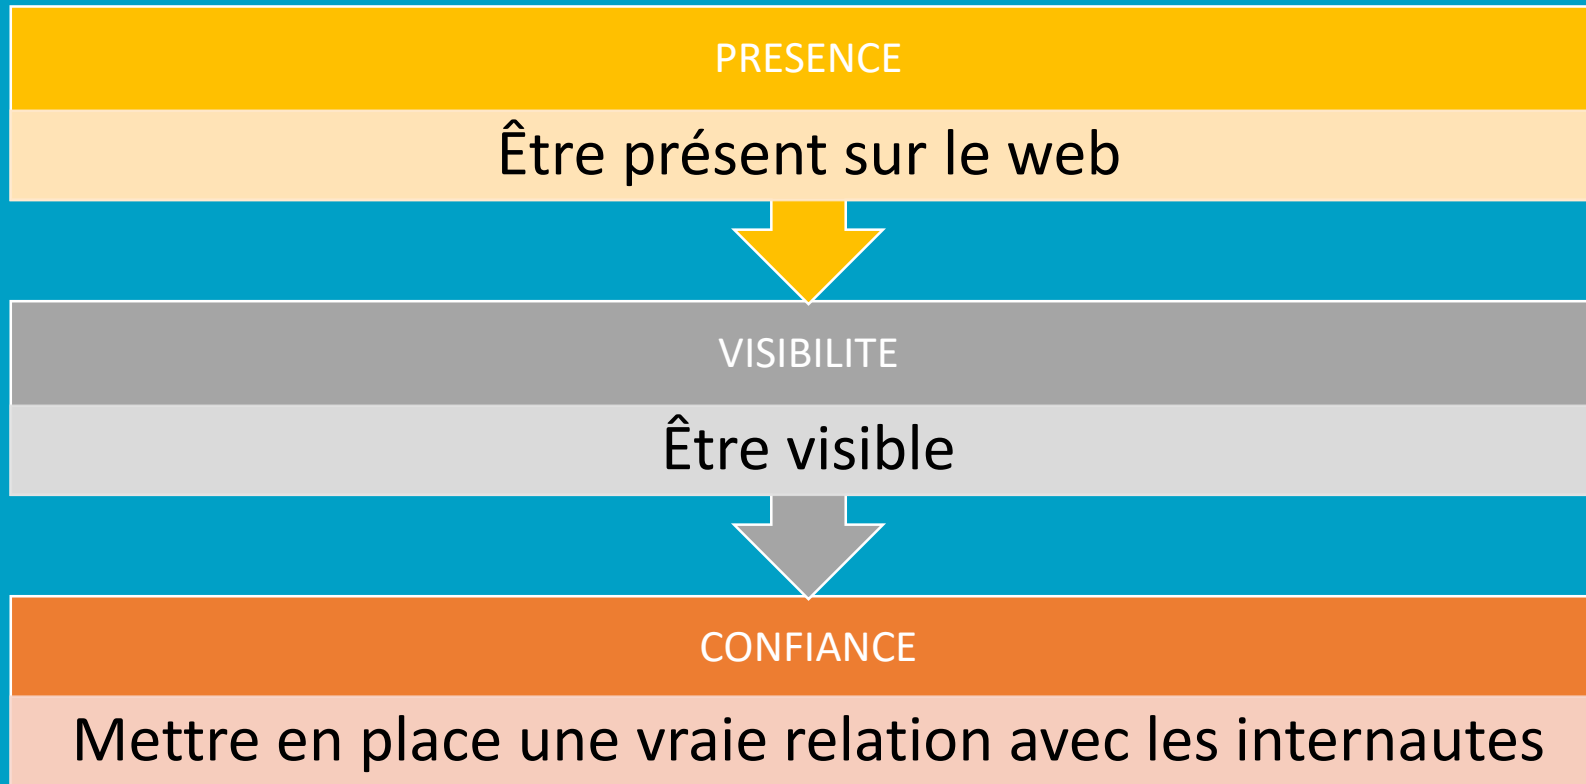 PRESENCE
Être présent sur le web
VISIBILITE
Être visible
CONFIANCE
Mettre en place une vraie relation avec les internautes